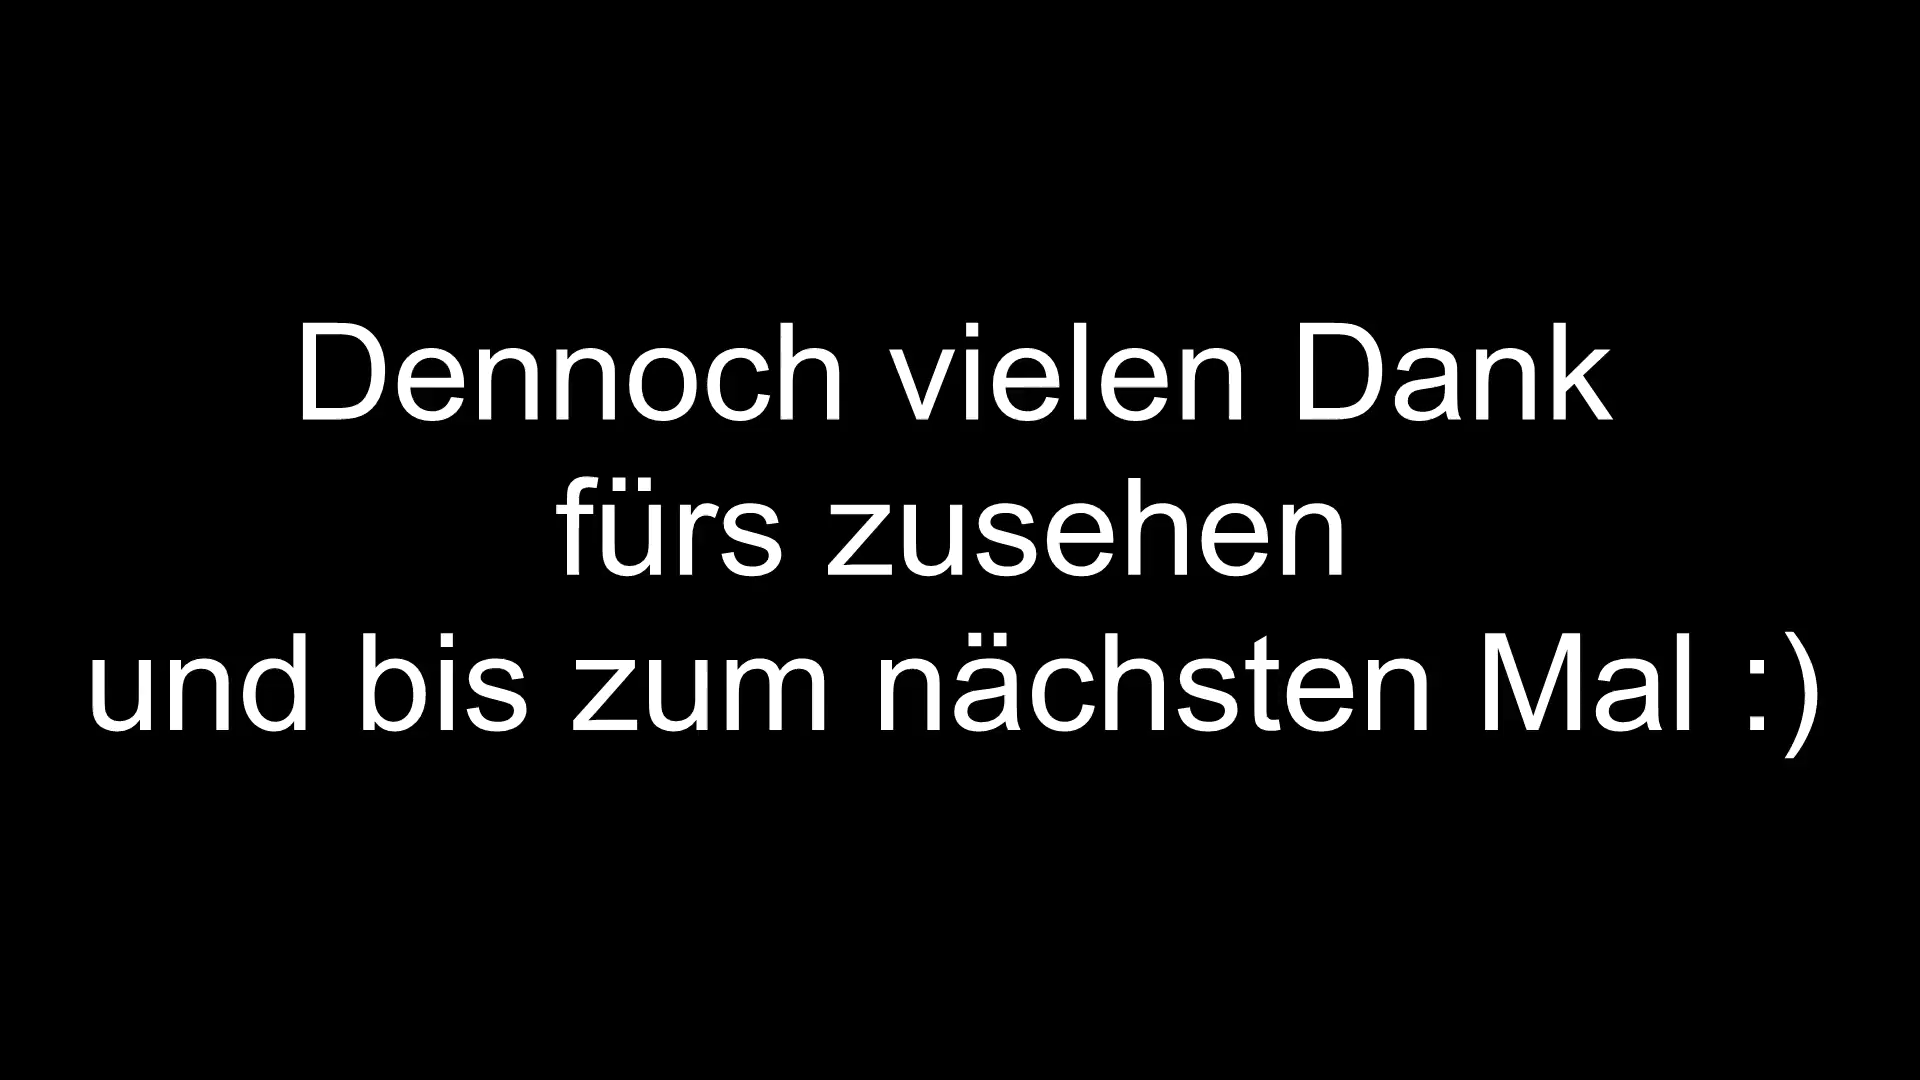 Dennoch vielen Dank
fürs zusehen
und bis zum nächsten Mal :)